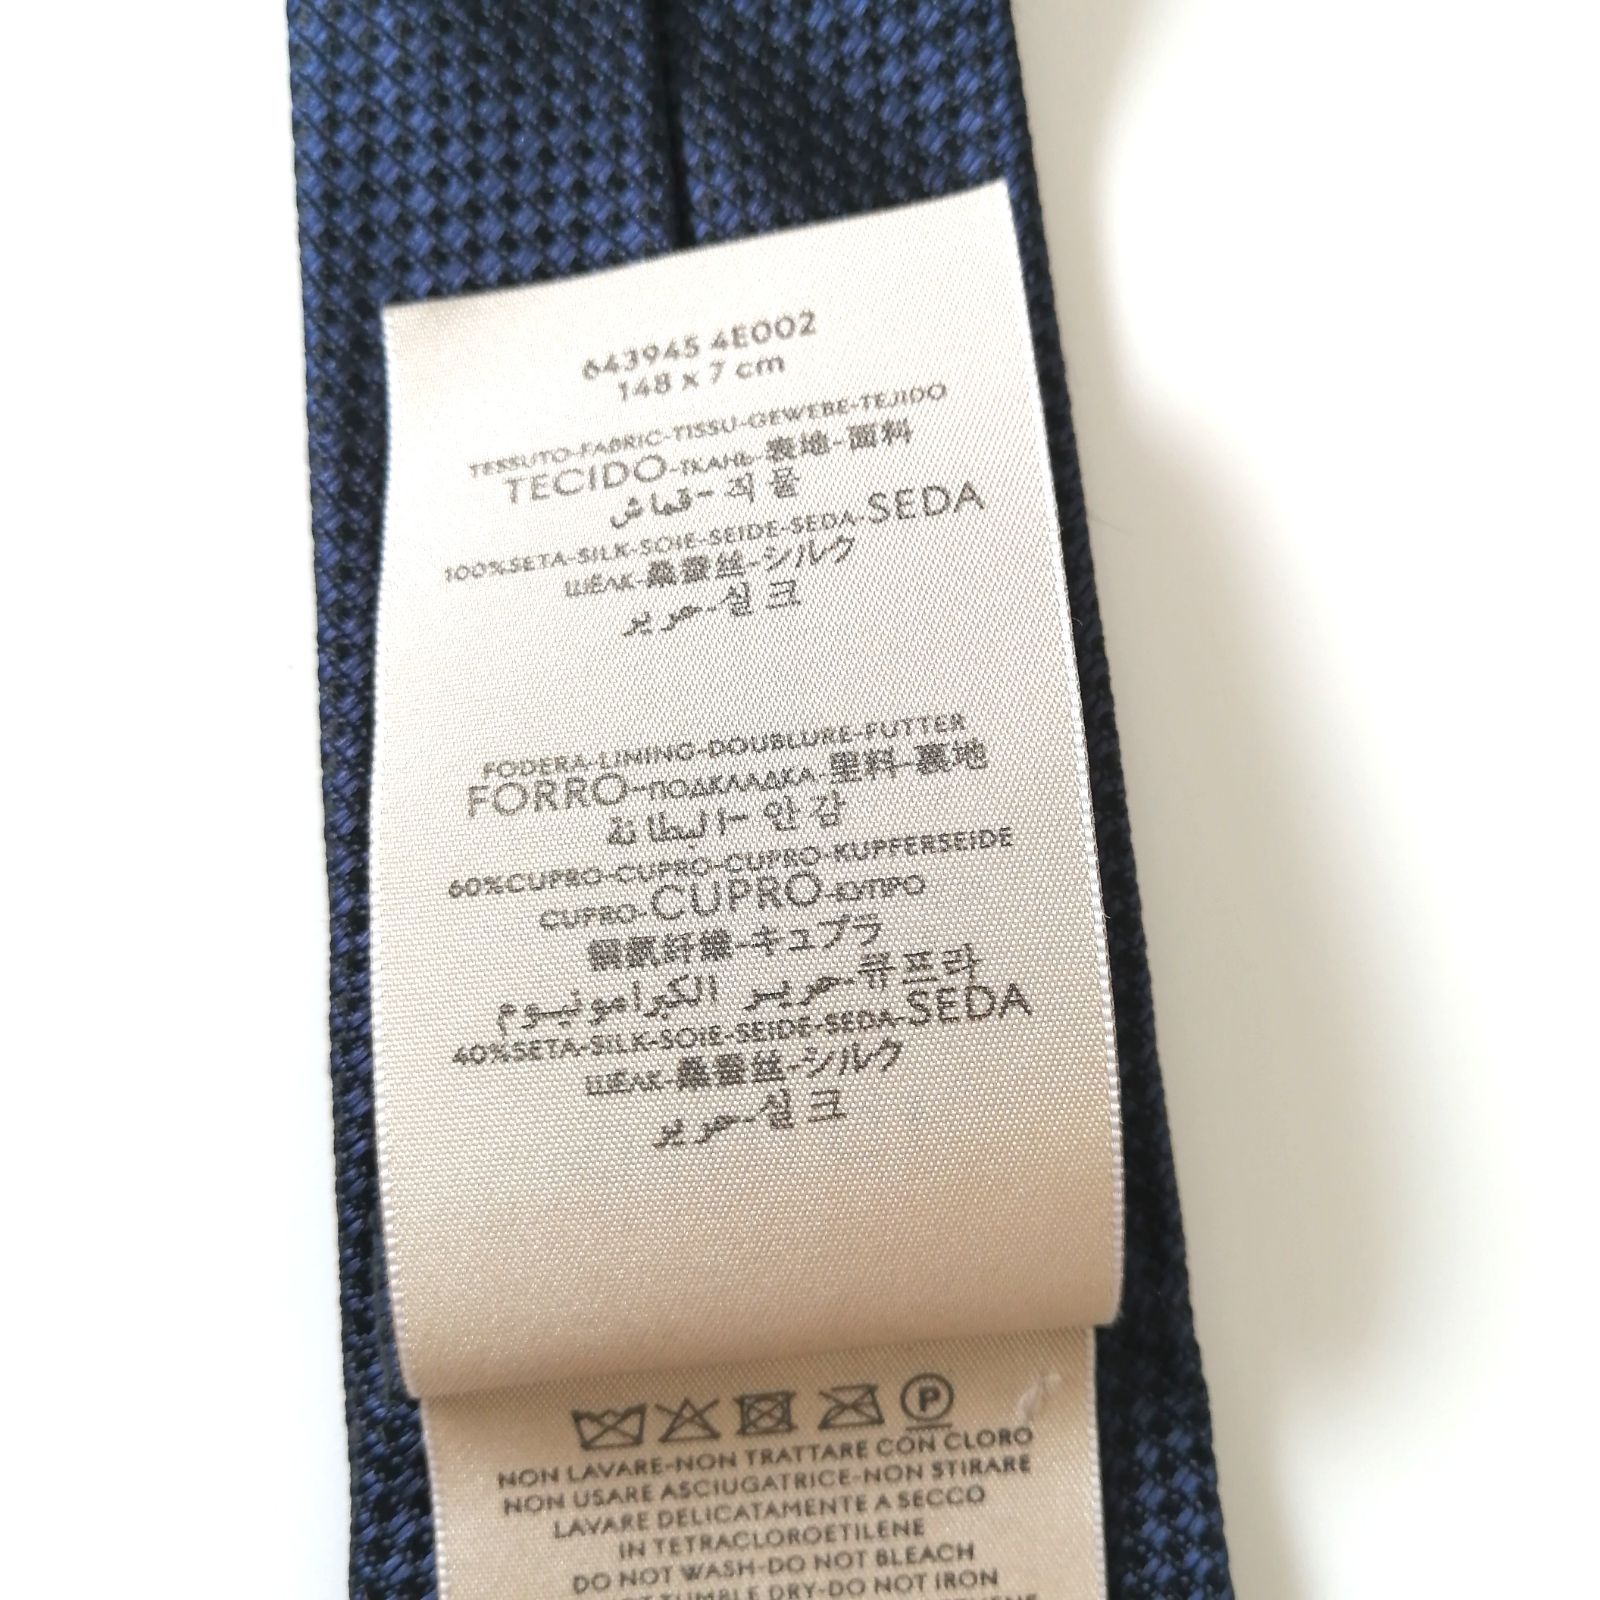 643945 4E002
148 x 7 cm
TESSUTO-FABRIC-TISSU-GEWEBE-TEJIDO
TECIDO-ТКАНЬ-表地-面料
قماش-직물
100%SETA-SILK-SOIE-SEIDE-SEDA-SEDA
ШЁЛК-桑蚕丝-シルク
حرير-실크
FODERA-LINING-DOUBLURE-FUTTER
FORRO-ПОДКЛАДКА-里料-裏地
البطانة-안감
60%CUPRO-CUPRO-CUPRO-KUPFERSEIDE
CUPRO-CUPRO-КУПРО
銅氨纤维-キュプラ
حرير الكبرامونيوم-큐프라
40%SETA-SILK-SOIE-SEIDE-SEDA-SEDA
ШЁЛК-桑蚕丝-シルク
حرير-실크
P
NON LAVARE-NON TRATTARE CON CLORO
NON USARE ASCIUGATRICE-NON STIRARE
LAVARE DELICATAMENTE A SECCO
IN TETRACLOROETILENE
DO NOT WASH-DO NOT BLEACH
TUMBLE DRY-DO NOT IRON